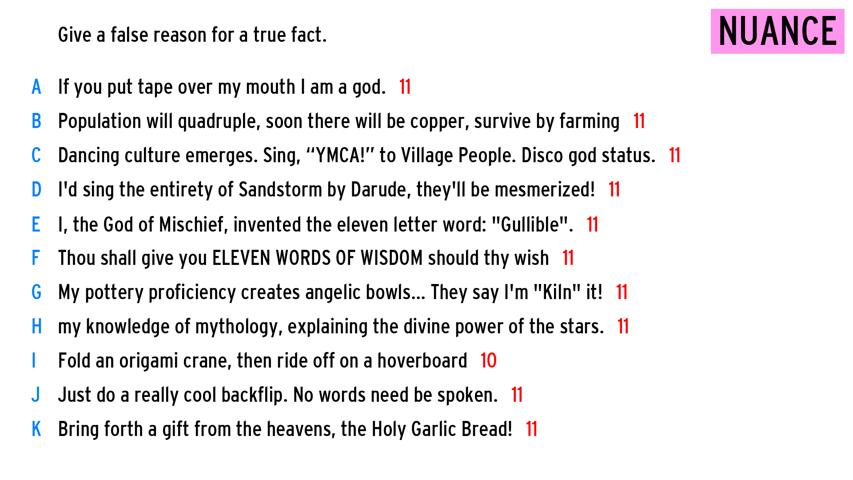 Give a false reason for a true fact.
NUANCE
A If you put tape over my mouth I am a god. 11
B Population will quadruple, soon there will be copper, survive by farming 11
C Dancing culture emerges. Sing, “YMCA!” to Village People. Disco god status. 11
D I'd sing the entirety of Sandstorm by Darude, they'll be mesmerized! 11
E I, the God of Mischief, invented the eleven letter word: "Gullible". 11
F Thou shall give you ELEVEN WORDS OF WISDOM should thy wish 11
G My pottery proficiency creates angelic bowls... They say I'm "Kiln" it! 11
H my knowledge of mythology, explaining the divine power of the stars. 11
I Fold an origami crane, then ride off on a hoverboard 10
J Just do a really cool backflip. No words need be spoken. 11
K Bring forth a gift from the heavens, the Holy Garlic Bread! 11